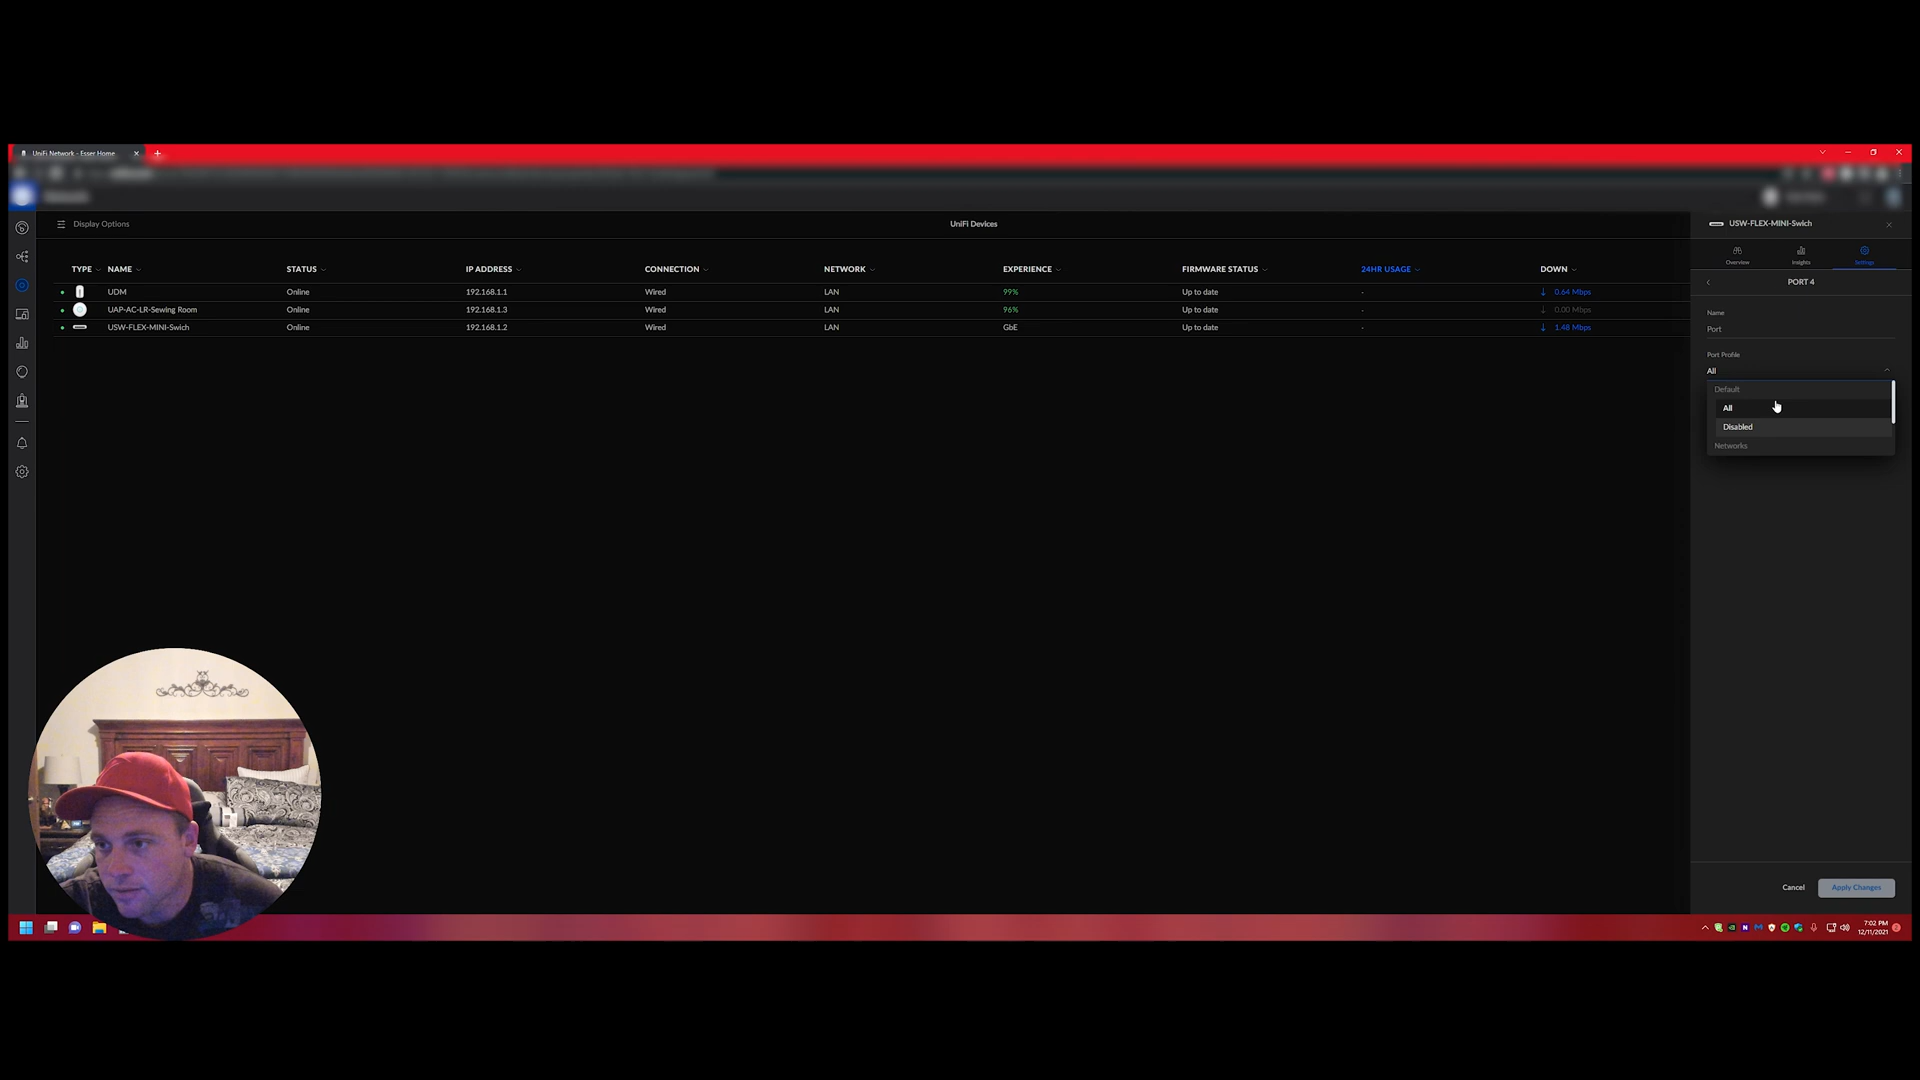 UniFi Network - Esser Home
Display Options
UniFi Devices
USW-FLEX-MINI-Swich
Overview
Insights
Settings
TYPE NAME STATUS IP ADDRESS CONNECTION NETWORK EXPERIENCE FIRMWARE STATUS 24HR USAGE DOWN
UDM Online 192.168.1.1 Wired LAN 99% Up to date - 0.64 Mbps
UAP-AC-LR-Sewing Room Online 192.168.1.3 Wired LAN 96% Up to date - 0.00 Mbps
USW-FLEX-MINI-Swich Online 192.168.1.2 Wired LAN GbE Up to date - 1.48 Mbps
PORT 4
Name
Port
Port Profile
All
Default
All
Disabled
Networks
Cancel
Apply Changes
7:02 PM
12/11/2021
2